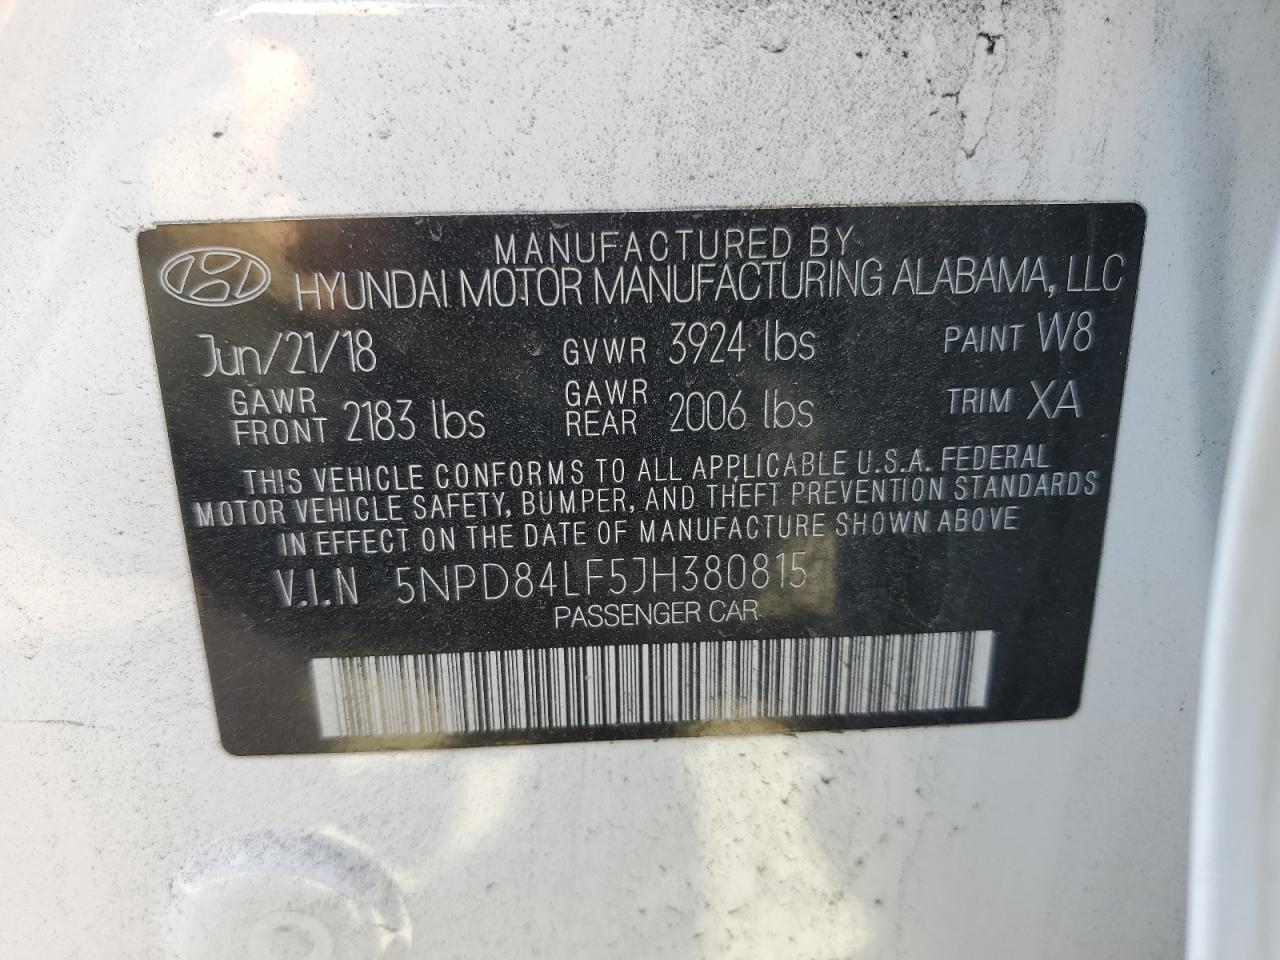 MANUFACTURED BY
HYUNDAI MOTOR MANUFACTURING ALABAMA, LLC
Jun/21/18 GVWR 3924 lbs PAINT W8
GAWR FRONT 2183 lbs GAWR REAR 2006 lbs TRIM XA
THIS VEHICLE CONFORMS TO ALL APPLICABLE U.S.A. FEDERAL
MOTOR VEHICLE SAFETY, BUMPER, AND THEFT PREVENTION STANDARDS
IN EFFECT ON THE DATE OF MANUFACTURE SHOWN ABOVE
V.I.N 5NPD84LF5JH380815
PASSENGER CAR